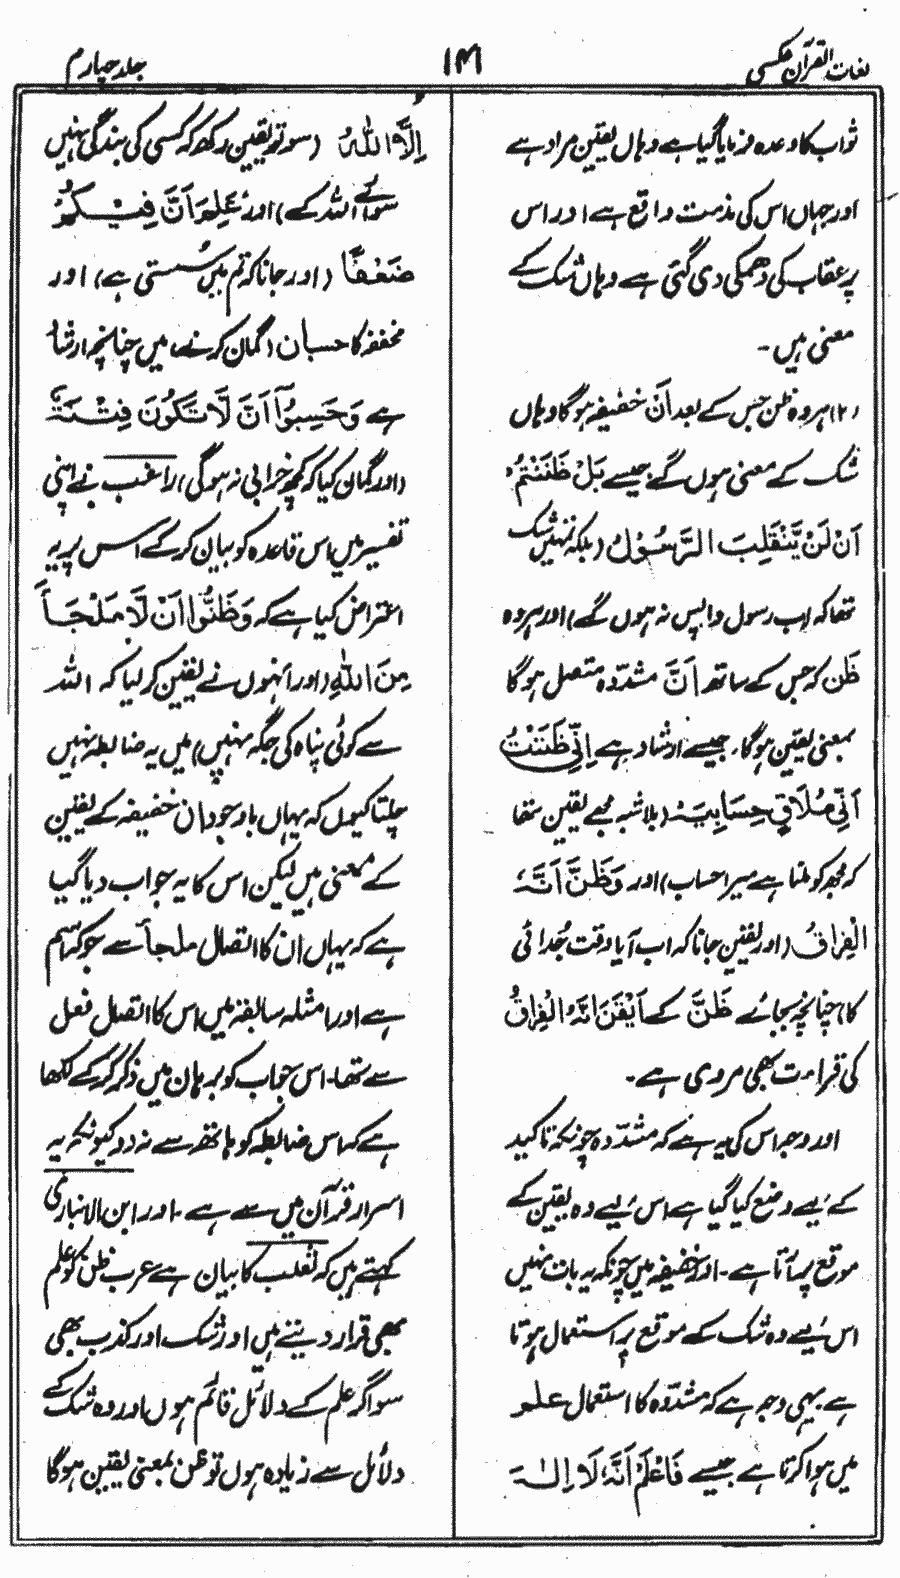 لغات القرآن عکسی
۱۳۱
جلد چہارم
ثواب کا وعدہ فرمایا گیا ہے وہاں یقین مراد ہے
اور جہاں اس کی مذمت واقع ہے اور اس
پر عقاب کی دھمکی دی گئی ہے وہاں شک کے
معنی ہیں ۔
(۲) ہر وہ ظن جس کے بعد اَنْ خفیفہ ہوگا وہاں
شک کے معنی ہوں گے جیسے بَلْ ظَنَنْتُمْ
اَنْ لَنْ یَّنْقَلِبَ الرَّسُوْلُ (بلکہ تمہیں شک
تھا کہ اب رسول واپس نہ ہوں گے) اور ہر وہ
ظَن کہ جس کے ساتھ اَنَّ مشدّدہ متصل ہوگا
بمعنی یقین ہوگا، جیسے ارشاد ہے اِنِّیْ ظَنَنْتُ
اَنِّیْ مُلَاقٍ حِسَابِیَہْ (بلا شبہ مجھے یقین تھا
کہ مجھ کو ملنا ہے میرا حساب) اور وَظَنَّ اَنَّہُ
الْفِرَاقُ (اور یقین جانا کہ اب آیا وقت جُدائی
کا) چنانچہ بجائے ظَنَّ کے اَیْقَنَ اَنَّہُ الْفِرَاقُ
کی قراءت بھی مروی ہے ۔
اور وجہ اس کی یہ ہے کہ مشدّدہ چونکہ تاکید
کے لیے وضع کیا گیا ہے اس لیے وہ یقین کے
موقع پر آتا ہے ۔ اور خفیفہ میں چونکہ یہ بات نہیں
اس لیے وہ شک کے موقع پر استعمال ہوتا
ہے یہی وجہ ہے کہ مشدّدہ کا استعمال علم
میں ہوا کرتا ہے جیسے فَاعْلَمْ اَنَّہُ لَا اِلٰہَ
اِلَّا اللّٰہُ (سو تو یقین رکھ کہ کسی کی بندگی نہیں
سوائے اللہ کے) اور عَلِمَ اَنَّ فِیْکُمْ
ضَعْفًا (اور جانا کہ تم میں سُستی ہے) اور
مخففہ کا حسبان (گمان کرنے) میں چنانچہ ارشاد
ہے وَحَسِبُوْا اَنْ لَّا تَکُوْنَ فِتْنَۃٌ
(اور گمان کیا کہ کچھ خرابی نہ ہوگی) راغب نے اپنی
تفسیر میں اس قاعدہ کو بیان کر کے اس پر یہ
اعتراض کیا ہے کہ وَظَنُّوْا اَنْ لَّا مَلْجَأَ
مِنَ اللّٰہِ (اور انہوں نے یقین کر لیا کہ اللہ
سے کوئی پناہ کی جگہ نہیں) میں یہ ضابطہ نہیں
چلتا کیوں کہ یہاں باوجود ان خفیفہ کے یقین
کے معنی ہیں لیکن اس کا یہ جواب دیا گیا
ہے کہ یہاں ان کا اتصال ملجأ سے جو کہ اسم
ہے اور امثلہ سابقہ میں اس کا اتصال فعل
سے تھا ۔ اس جواب کو برہان میں ذکر کر کے لکھا
ہے کہ اس ضابطہ کو ہاتھ سے نہ دو کیونکہ یہ
اسرار قرآن میں سے ہے ۔ اور ابن الانباری
کہتے ہیں کہ ثعلب کا بیان ہے عرب ظن کو علم
بھی قرار دیتے ہیں اور شک اور کذب بھی
سو اگر علم کے دلائل قائم ہوں اور وہ شک کے
دلائل سے زیادہ ہوں تو ظن بمعنی یقین ہوگا